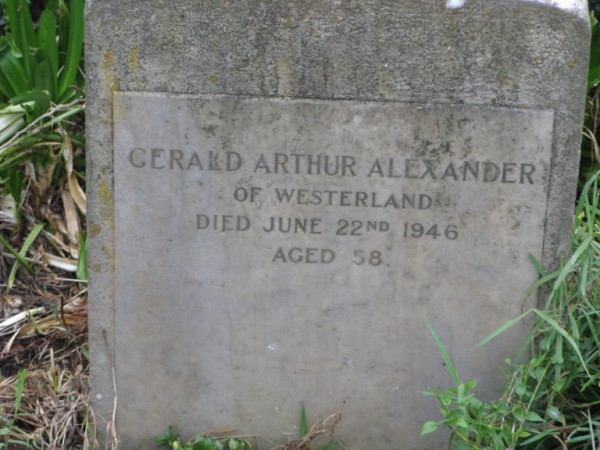 GERALD ARTHUR ALEXANDER
OF WESTERLAND
DIED JUNE 22ND 1946
AGED 58.